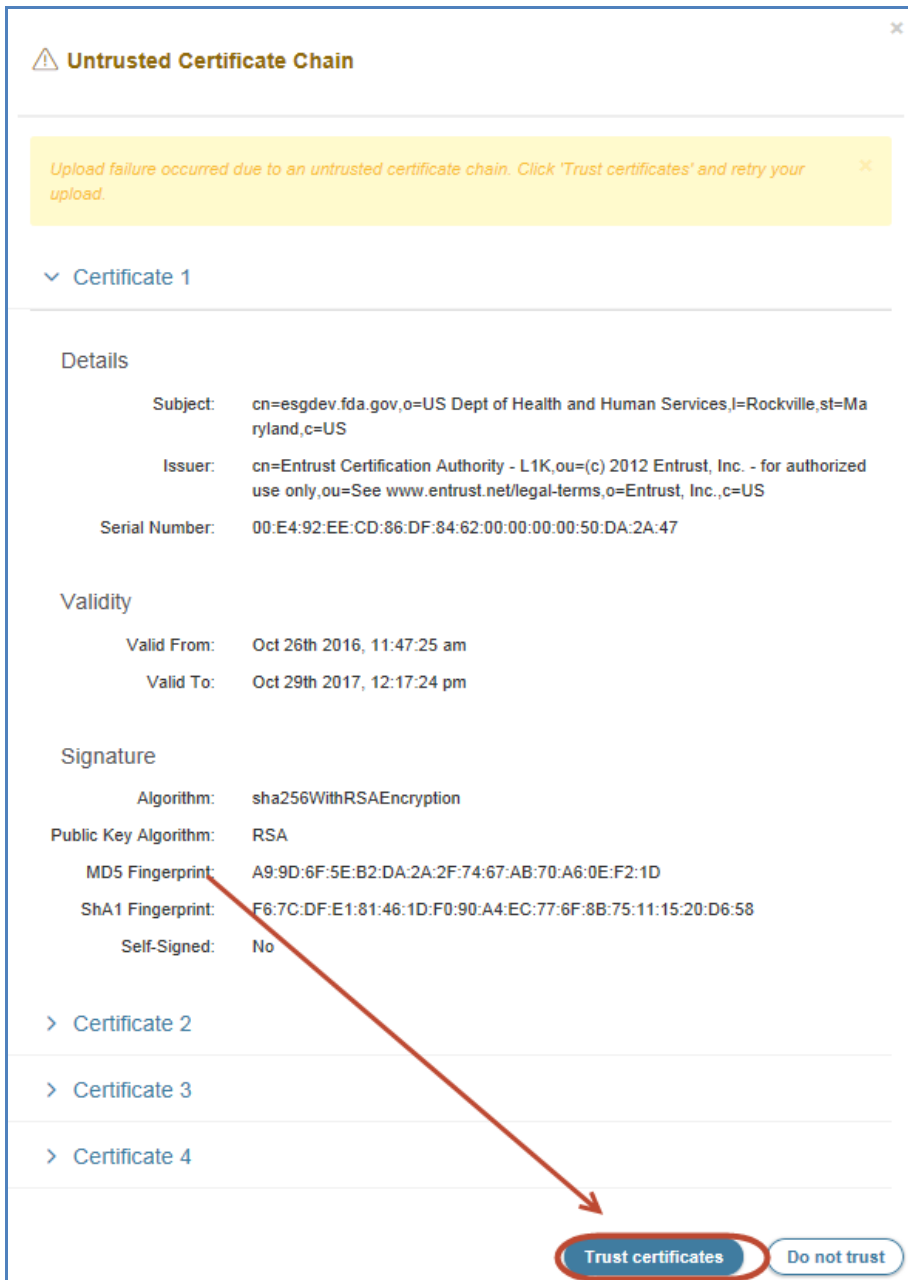 ×
Untrusted Certificate Chain
Upload failure occurred due to an untrusted certificate chain. Click 'Trust certificates' and retry your ×
upload.
Certificate 1
Details
Subject: cn=esgdev.fda.gov,o=US Dept of Health and Human Services,l=Rockville,st=Ma
ryland,c=US
Issuer: cn=Entrust Certification Authority - L1K,ou=(c) 2012 Entrust, Inc. - for authorized
use only,ou=See www.entrust.net/legal-terms,o=Entrust, Inc.,c=US
Serial Number: 00:E4:92:EE:CD:86:DF:84:62:00:00:00:00:50:DA:2A:47
Validity
Valid From: Oct 26th 2016, 11:47:25 am
Valid To: Oct 29th 2017, 12:17:24 pm
Signature
Algorithm: sha256WithRSAEncryption
Public Key Algorithm: RSA
MD5 Fingerprint: A9:9D:6F:5E:B2:DA:2A:2F:74:67:AB:70:A6:0E:F2:1D
ShA1 Fingerprint: F6:7C:DF:E1:81:46:1D:F0:90:A4:EC:77:6F:8B:75:11:15:20:D6:58
Self-Signed: No
Certificate 2
Certificate 3
Certificate 4
Trust certificates Do not trust